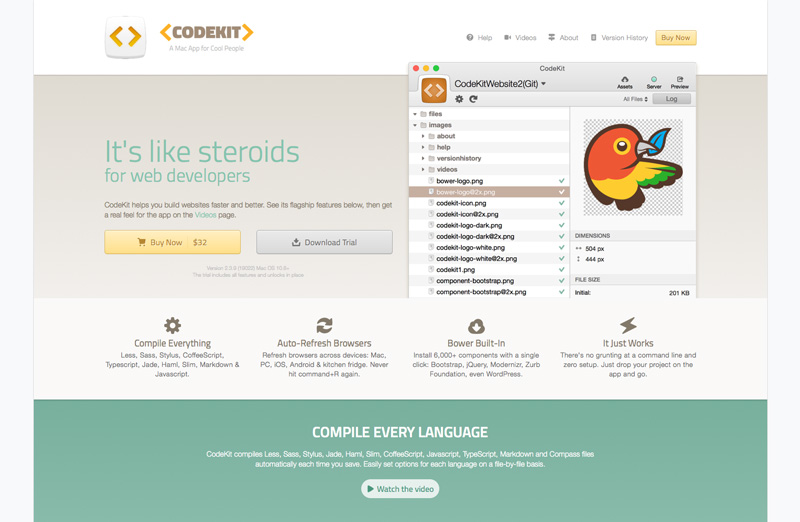 CODEKIT
A Mac App for Cool People
Help
Videos
About
Version History
Buy Now
It's like steroids
for web developers
CodeKit helps you build websites faster and better. See its flagship features below, then get
a real feel for the app on the Videos page.
Buy Now $32
Download Trial
The trial includes all features and unlocks in place.
CodeKit
CodeKitWebsite2(Git)
Assets
Server
Preview
All Files
Log
files
images
about
help
versionhistory
videos
bower-logo.png
bower-logo@2x.png
codekit-icon.png
codekit-icon@2x.png
codekit-logo-dark.png
codekit-logo-dark@2x.png
codekit-logo-white.png
codekit-logo-white@2x.png
codekit1.png
component-bootstrap.png
component-bootstrap@2x.png
DIMENSIONS
504 px
444 px
FILE SIZE
Initial: 201 KB
Compile Everything
Less, Sass, Stylus, CoffeeScript,
Typescript, Jade, Haml, Slim, Markdown &
Javascript.
Auto-Refresh Browsers
Refresh browsers across devices: Mac,
PC, iOS, Android & kitchen fridge. Never
hit command+R again.
Bower Built-In
Install 6,000+ components with a single
click: Bootstrap, jQuery, Modernizr, Zurb
Foundation, even WordPress.
It Just Works
There's no grunting at a command line and
zero setup. Just drop your project on the
app and go.
COMPILE EVERY LANGUAGE
CodeKit compiles Less, Sass, Stylus, Jade, Haml, Slim, CoffeeScript, Javascript, TypeScript, Markdown and Compass files
automatically each time you save. Easily set options for each language on a file-by-file basis.
Watch the video